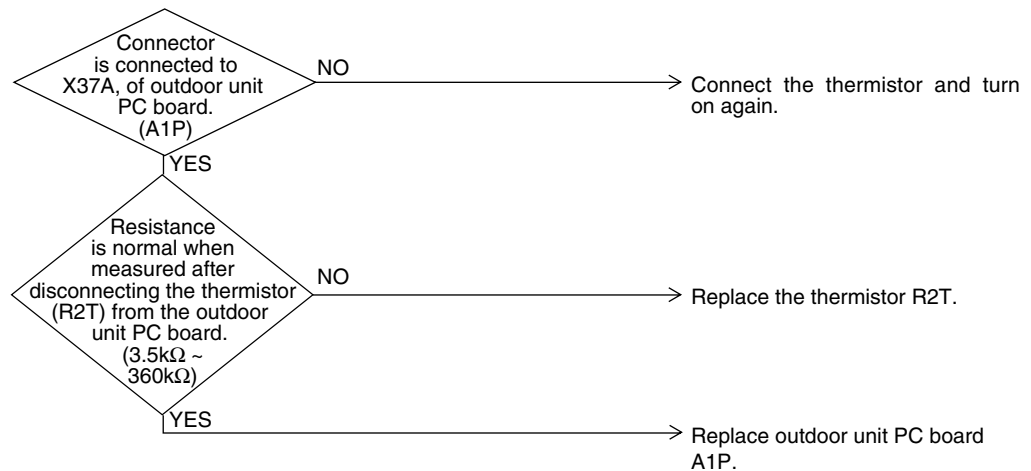 Connector
is connected to
X37A, of outdoor unit
PC board.
(A1P)
NO
Connect the thermistor and turn
on again.
YES
Resistance
is normal when
measured after
disconnecting the thermistor
(R2T) from the outdoor
unit PC board.
(3.5kΩ ~
360kΩ)
NO
Replace the thermistor R2T.
YES
Replace outdoor unit PC board
A1P.